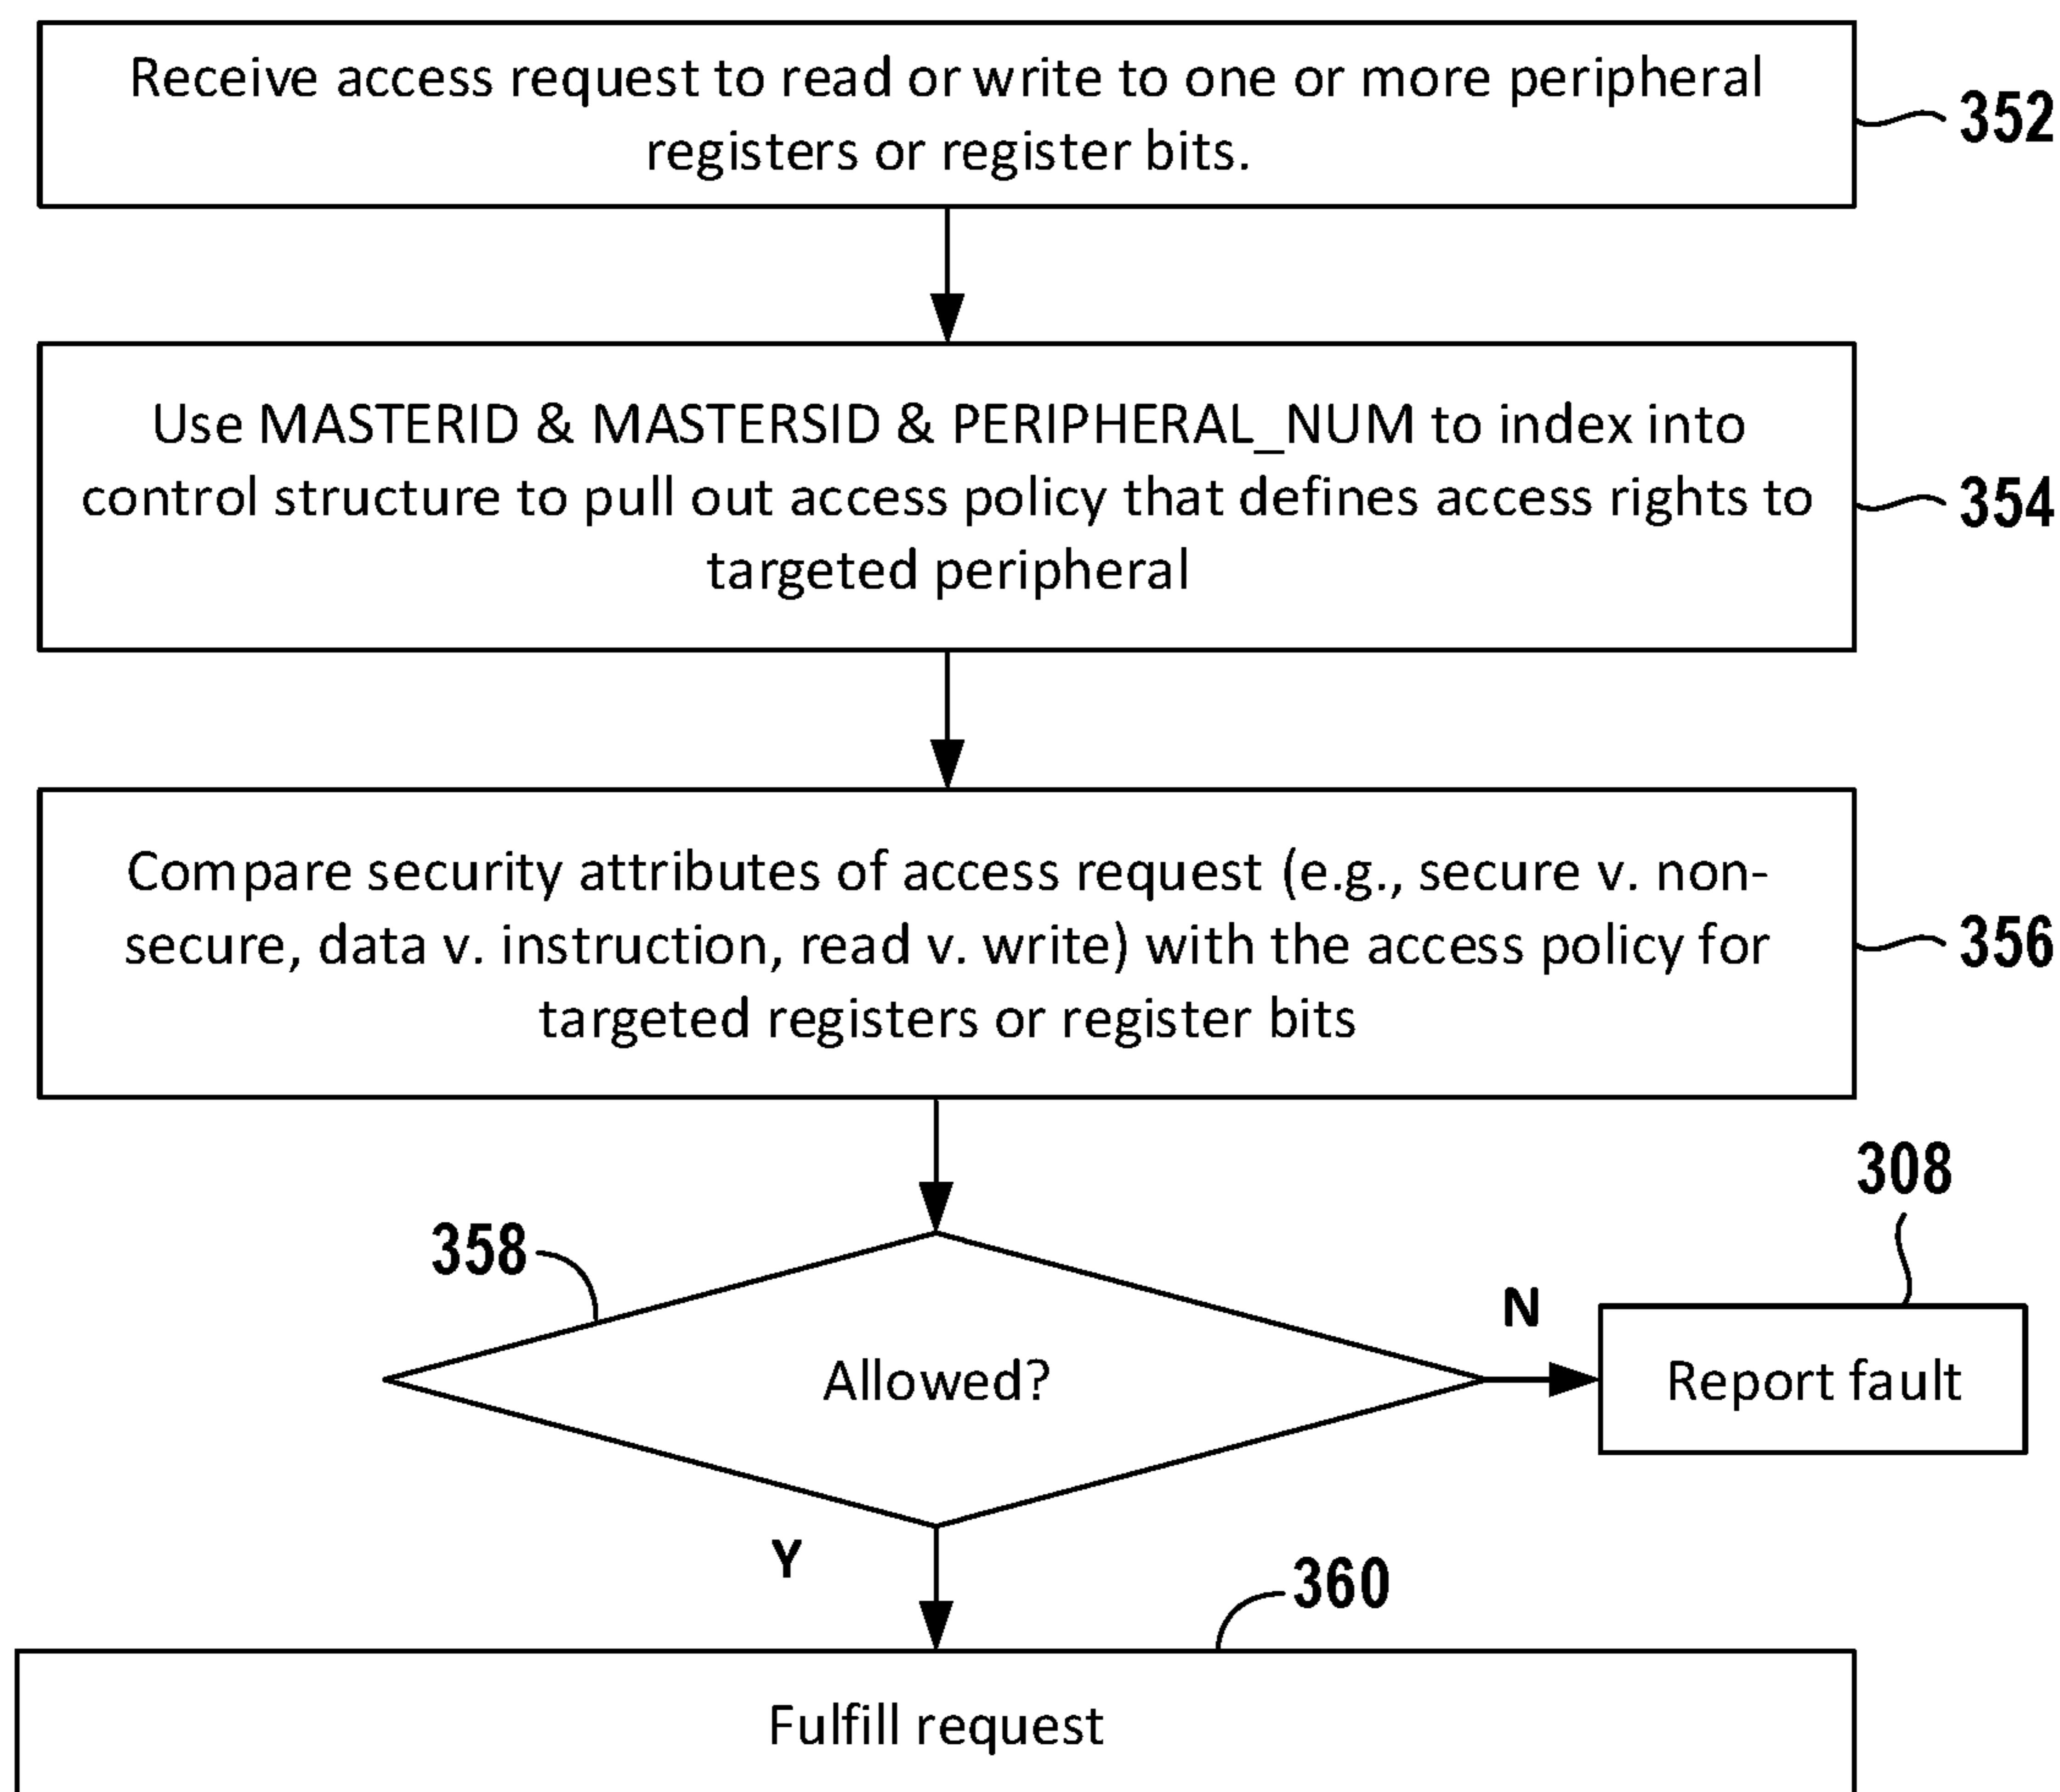 Receive access request to read or write to one or more peripheral
registers or register bits.
352
Use MASTERID & MASTERSID & PERIPHERAL_NUM to index into
control structure to pull out access policy that defines access rights to
targeted peripheral
354
Compare security attributes of access request (e.g., secure v. non-
secure, data v. instruction, read v. write) with the access policy for
targeted registers or register bits
356
358
Allowed?
N
308
Report fault
Y
360
Fulfill request